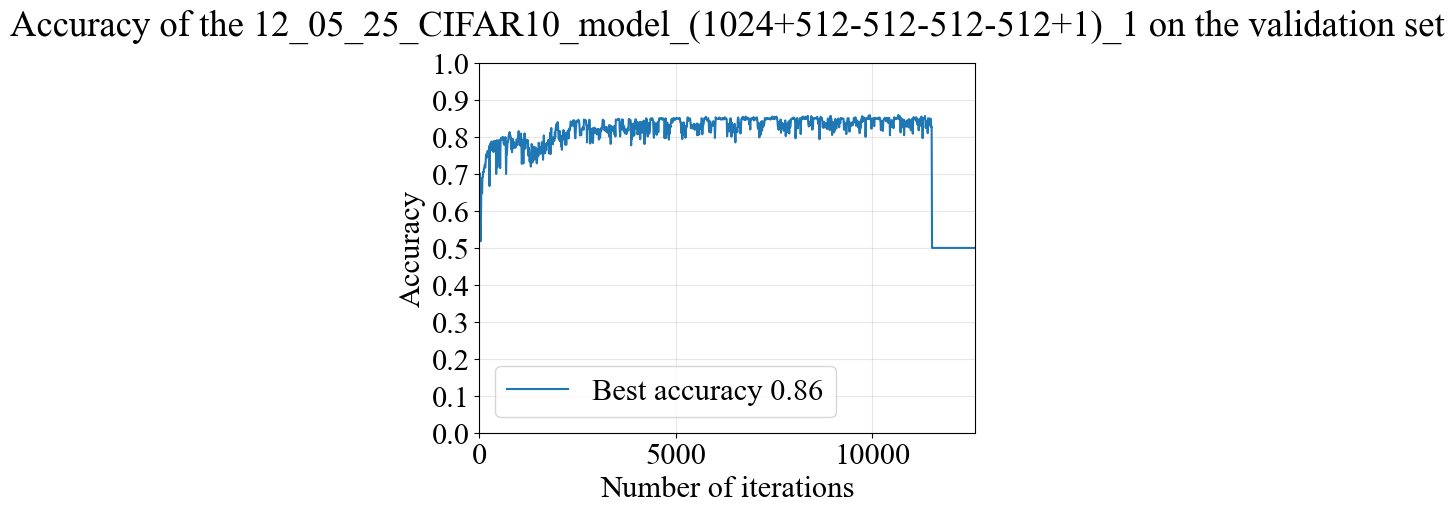 Accuracy of the 12_05_25_CIFAR10_model_(1024+512-512-512-512+1)_1 on the validation set
1.0
0.9
0.8
0.7
0.6
0.5
0.4
0.3
0.2
0.1
0.0
Accuracy
Best accuracy 0.86
0 5000 10000
Number of iterations